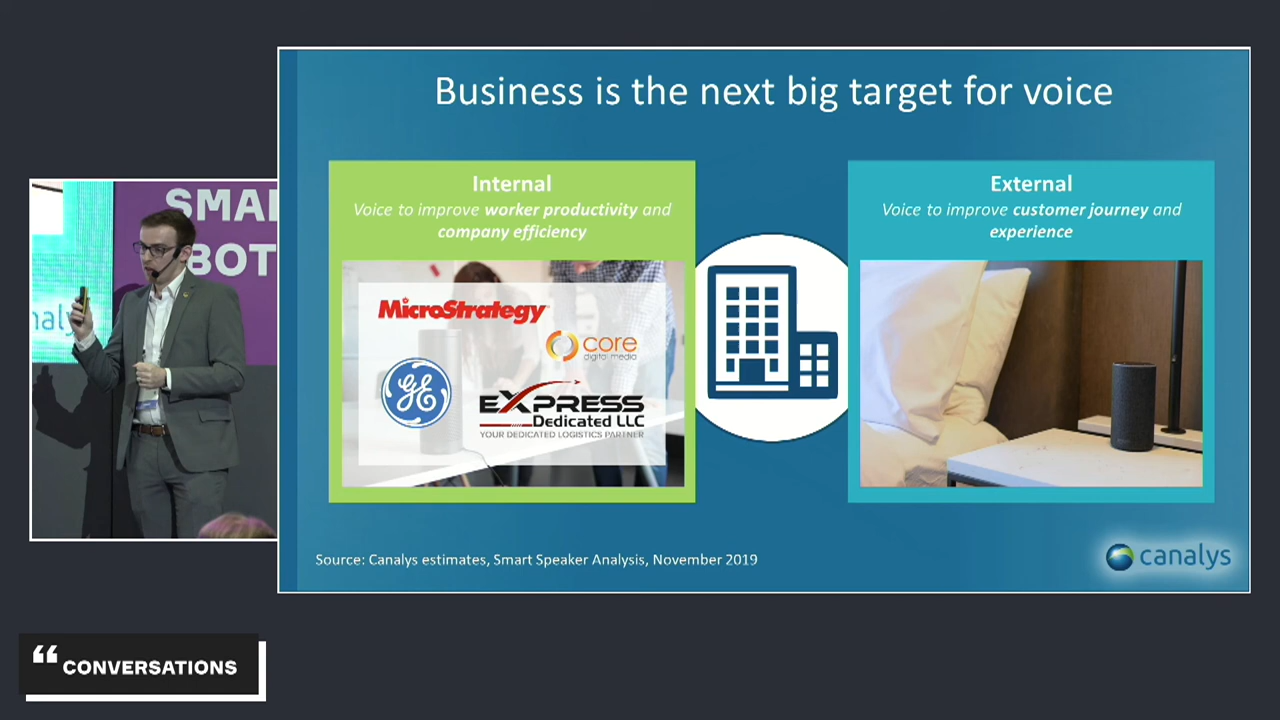 Business is the next big target for voice
SMA
BOT
naly
Internal
Voice to improve worker productivity and
company efficiency
MicroStrategy
core
digital media
GE
EXPRESS
Dedicated LLC
YOUR DEDICATED LOGISTICS PARTNER
External
Voice to improve customer journey and
experience
Source: Canalys estimates, Smart Speaker Analysis, November 2019
canalys
“ CONVERSATIONS